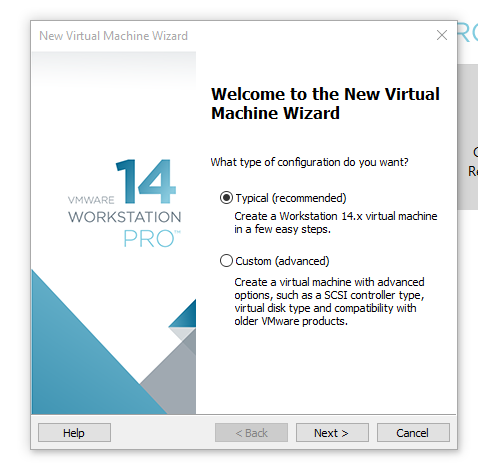 New Virtual Machine Wizard
Welcome to the New Virtual
Machine Wizard
VMWARE 14
WORKSTATION
PRO™
What type of configuration do you want?
Typical (recommended)
Create a Workstation 14.x virtual machine
in a few easy steps.
Custom (advanced)
Create a virtual machine with advanced
options, such as a SCSI controller type,
virtual disk type and compatibility with
older VMware products.
Help
< Back
Next >
Cancel